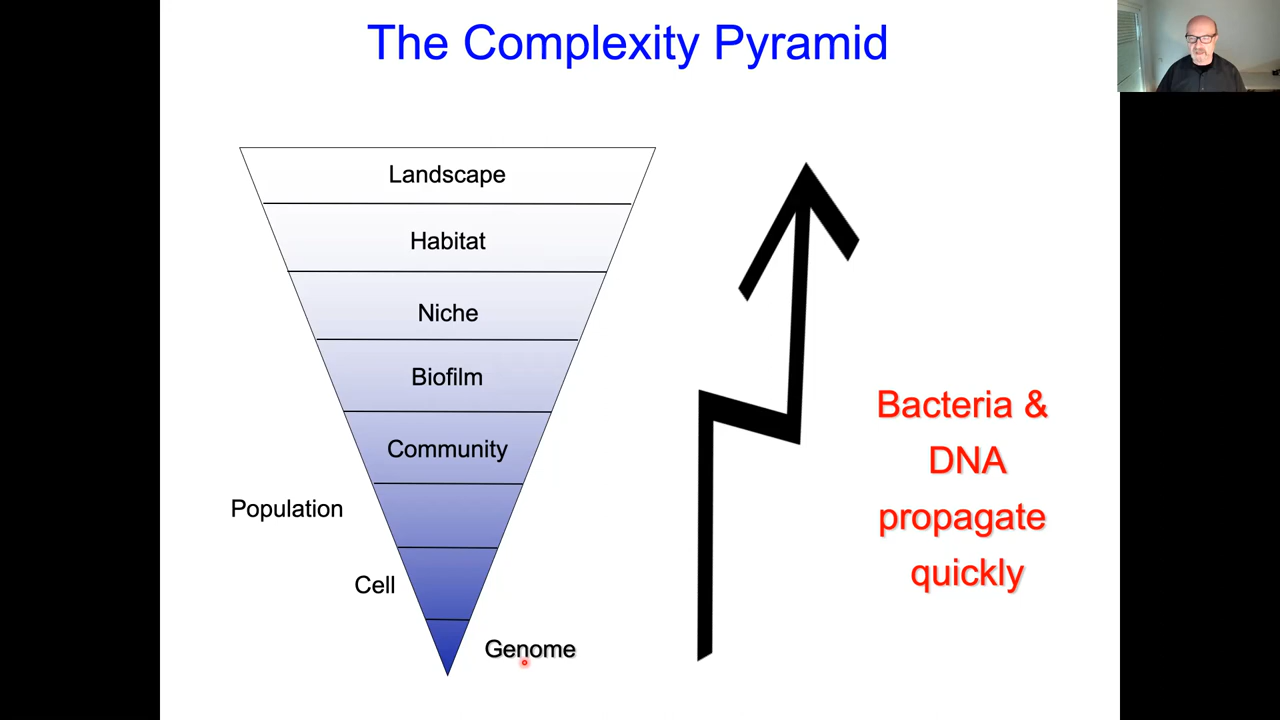 The Complexity Pyramid
Landscape
Habitat
Niche
Biofilm
Community
Population
Cell
Genome
Bacteria &
DNA
propagate
quickly